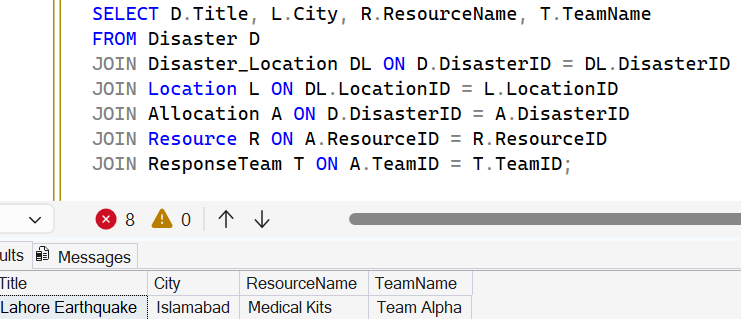 SELECT D.Title, L.City, R.ResourceName, T.TeamName
FROM Disaster D
JOIN Disaster_Location DL ON D.DisasterID = DL.DisasterID
JOIN Location L ON DL.LocationID = L.LocationID
JOIN Allocation A ON D.DisasterID = A.DisasterID
JOIN Resource R ON A.ResourceID = R.ResourceID
JOIN ResponseTeam T ON A.TeamID = T.TeamID;
8 0
ults Messages
Title City ResourceName TeamName
Lahore Earthquake Islamabad Medical Kits Team Alpha